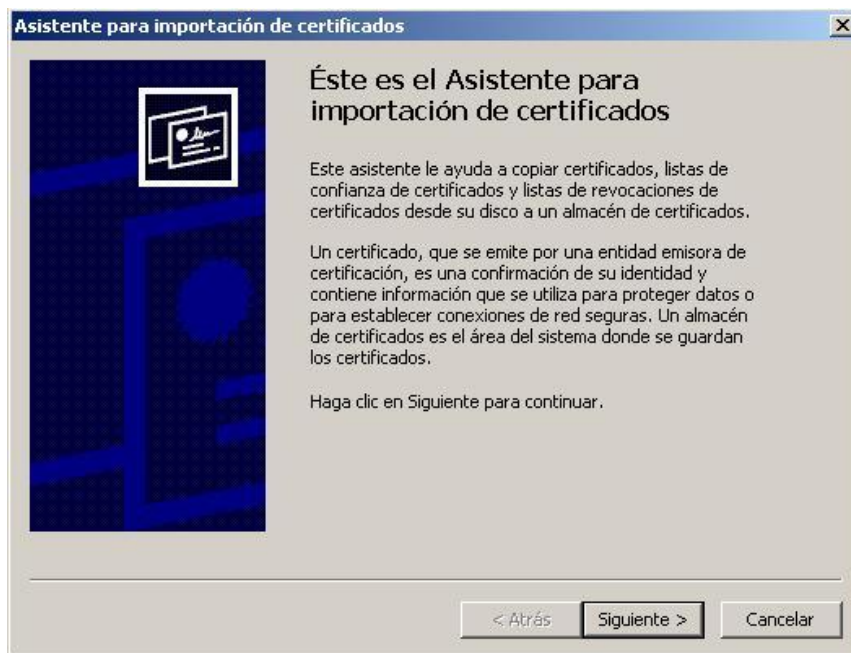 Asistente para importación de certificados
Éste es el Asistente para
importación de certificados
Este asistente le ayuda a copiar certificados, listas de
confianza de certificados y listas de revocaciones de
certificados desde su disco a un almacén de certificados.
Un certificado, que se emite por una entidad emisora de
certificación, es una confirmación de su identidad y
contiene información que se utiliza para proteger datos o
para establecer conexiones de red seguras. Un almacén
de certificados es el área del sistema donde se guardan
los certificados.
Haga clic en Siguiente para continuar.
< Atrás Siguiente > Cancelar